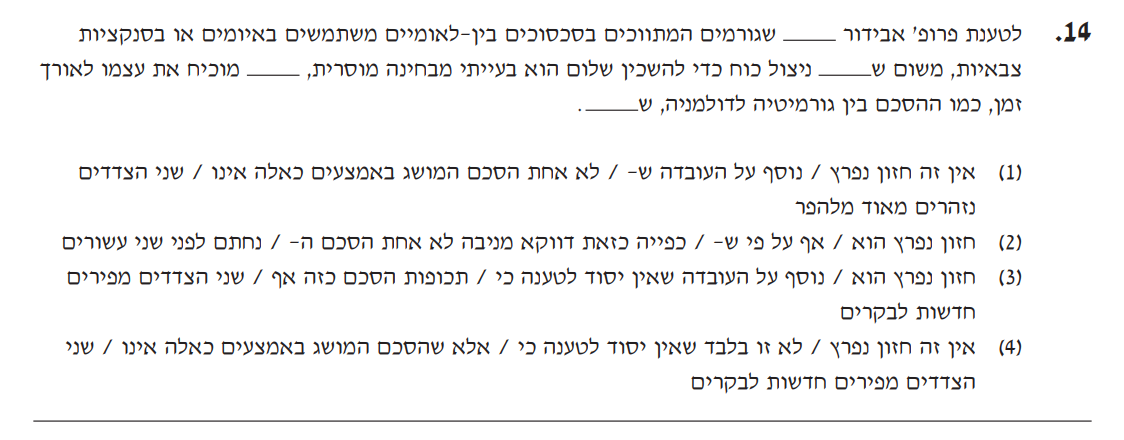 14. לטענת פרופ' אבידור _____ שגורמים המתווכים בסכסוכים בין-לאומיים משתמשים באיומים או בסנקציות
צבאיות, משום ש_____ ניצול כוח כדי להשכין שלום הוא בעייתי מבחינה מוסרית, _____ מוכיח את עצמו לאורך
זמן, כמו ההסכם בין גורמיטיה לדולמניה, ש_____.
(1) אין זה חזון נפרץ / נוסף על העובדה ש- / לא אחת הסכם המושג באמצעים כאלה אינו / שני הצדדים
נזהרים מאוד מלהפר
(2) חזון נפרץ הוא / אף על פי ש- / כפייה כזאת דווקא מניבה לא אחת הסכם ה- / נחתם לפני שני עשורים
(3) חזון נפרץ הוא / נוסף על העובדה שאין יסוד לטענה כי / תכופות הסכם כזה אף / שני הצדדים מפירים
חדשות לבקרים
(4) אין זה חזון נפרץ / לא זו בלבד שאין יסוד לטענה כי / אלא שהסכם המושג באמצעים כאלה אינו / שני
הצדדים מפירים חדשות לבקרים